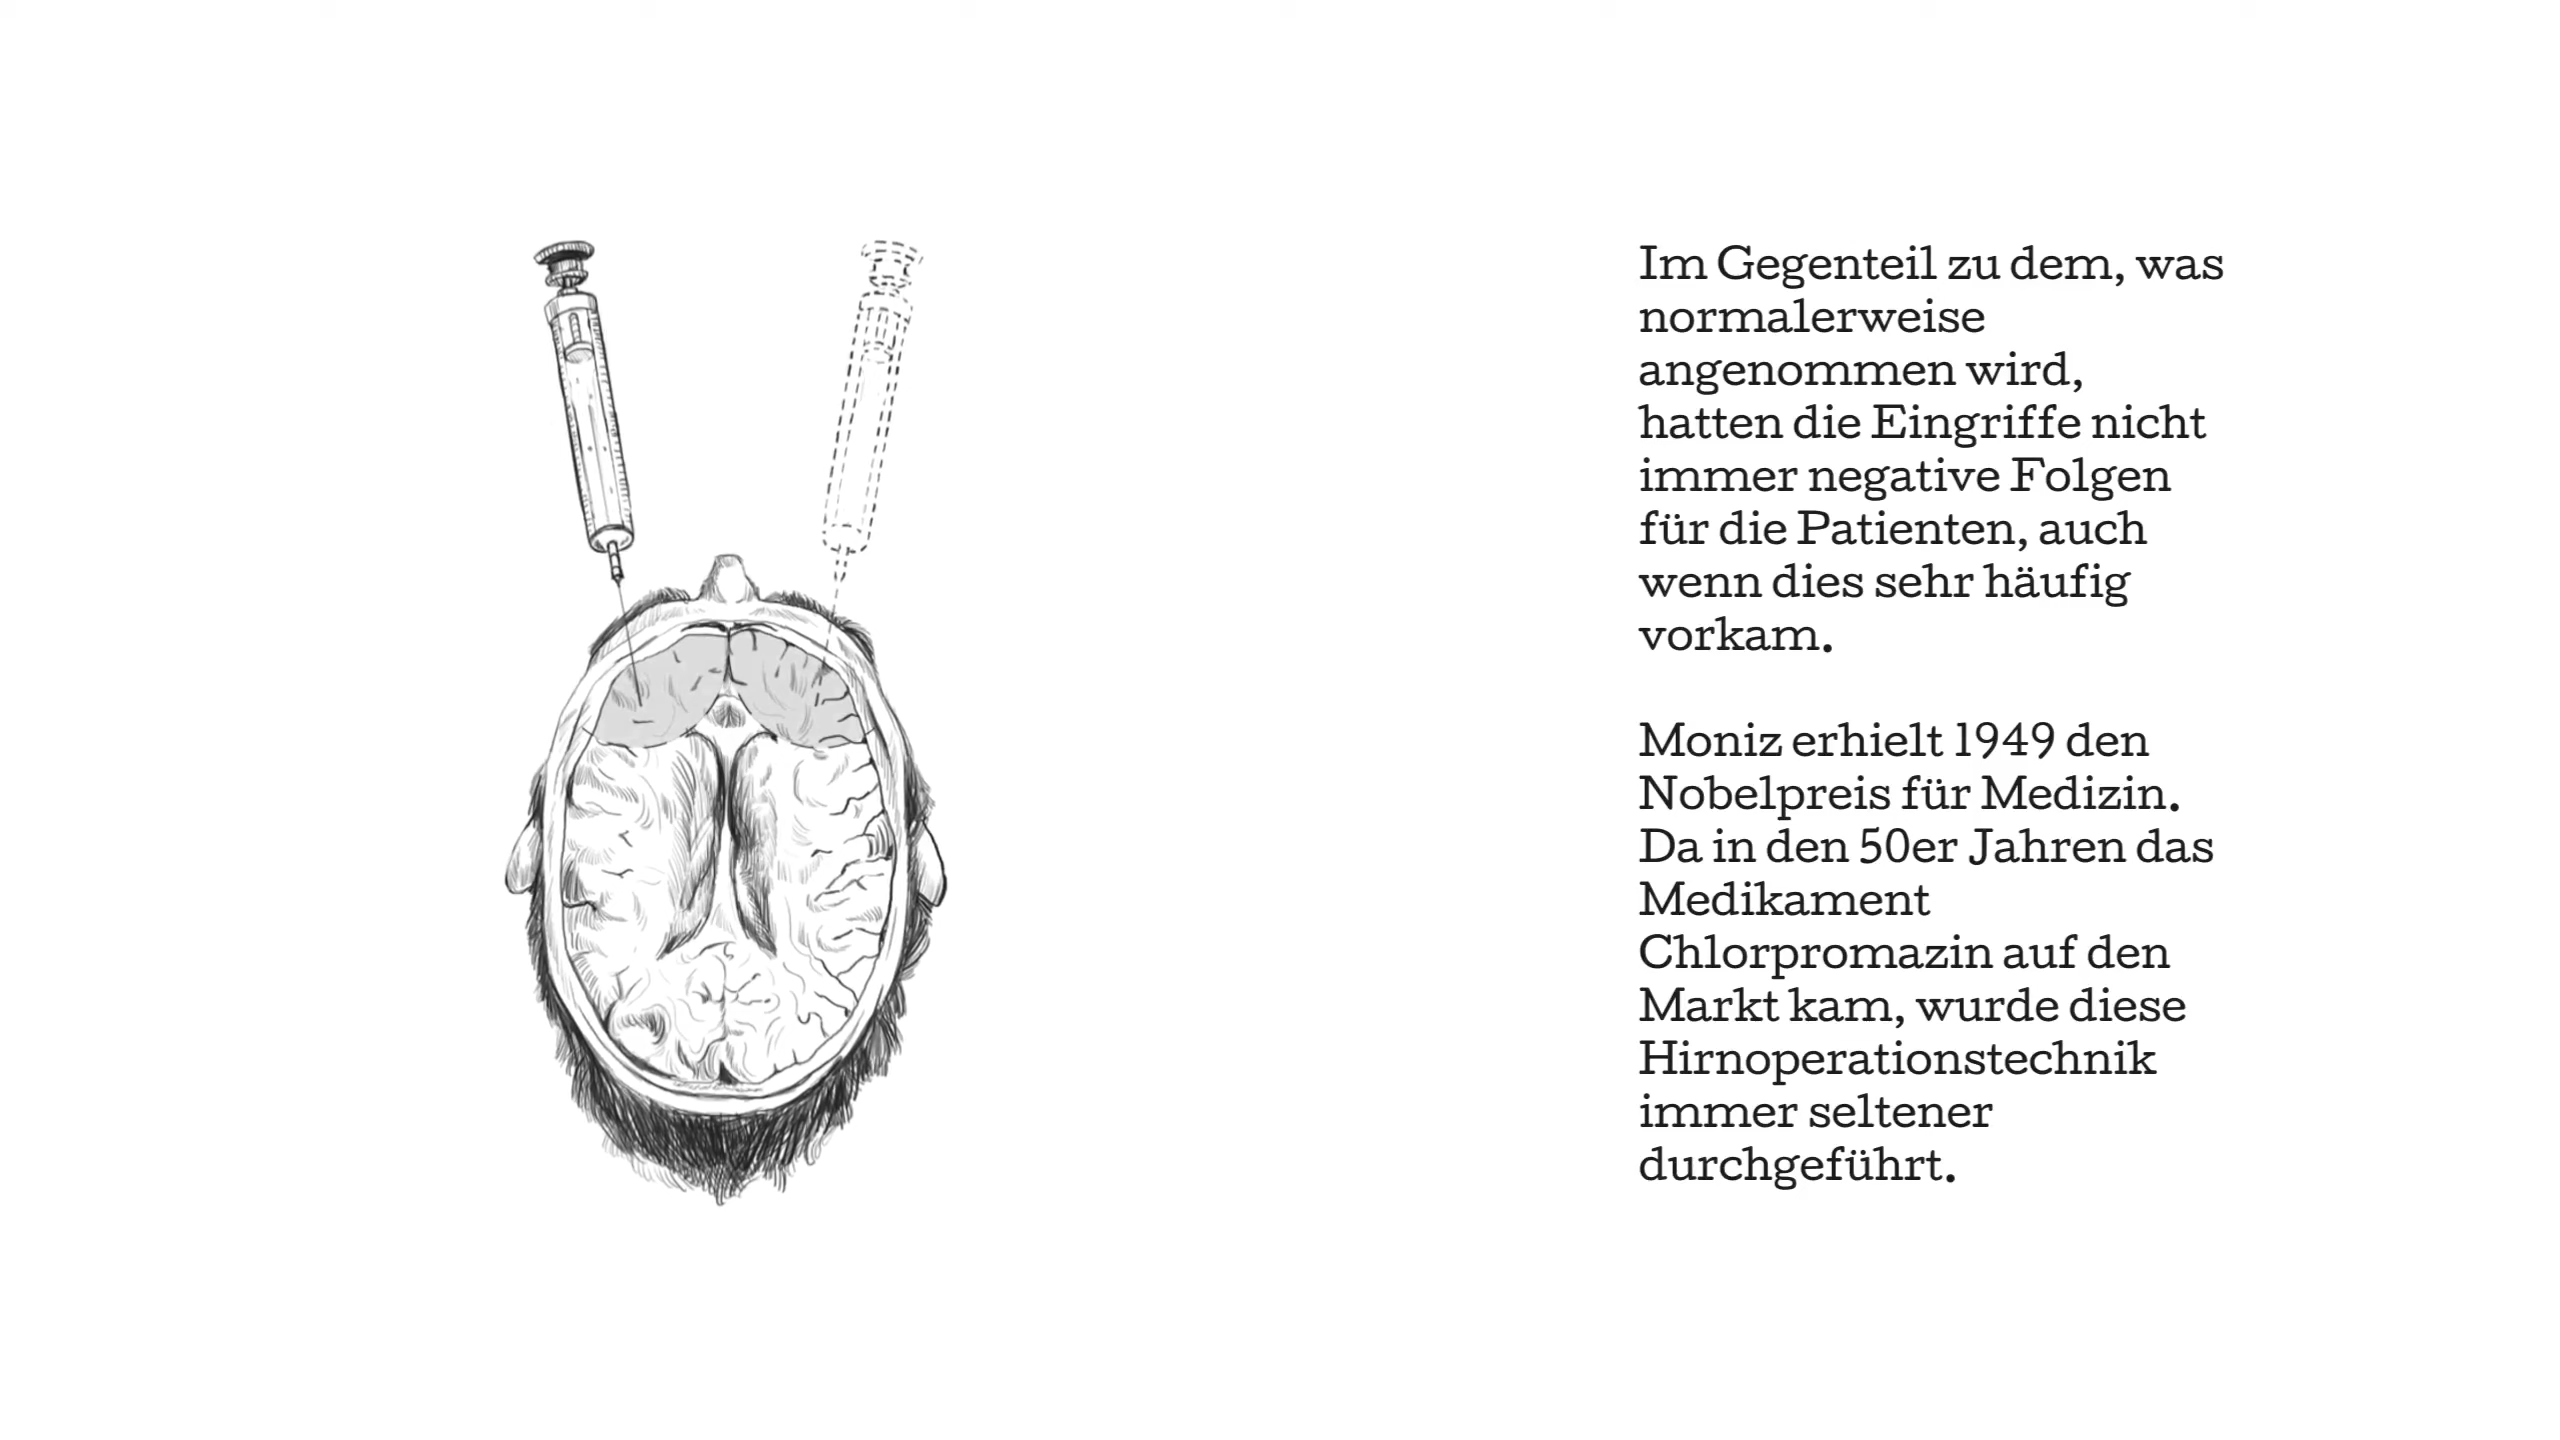 Im Gegenteil zu dem, was
normalerweise
angenommen wird,
hatten die Eingriffe nicht
immer negative Folgen
für die Patienten, auch
wenn dies sehr häufig
vorkam.
Moniz erhielt 1949 den
Nobelpreis für Medizin.
Da in den 50er Jahren das
Medikament
Chlorpromazin auf den
Markt kam, wurde diese
Hirnoperationstechnik
immer seltener
durchgeführt.